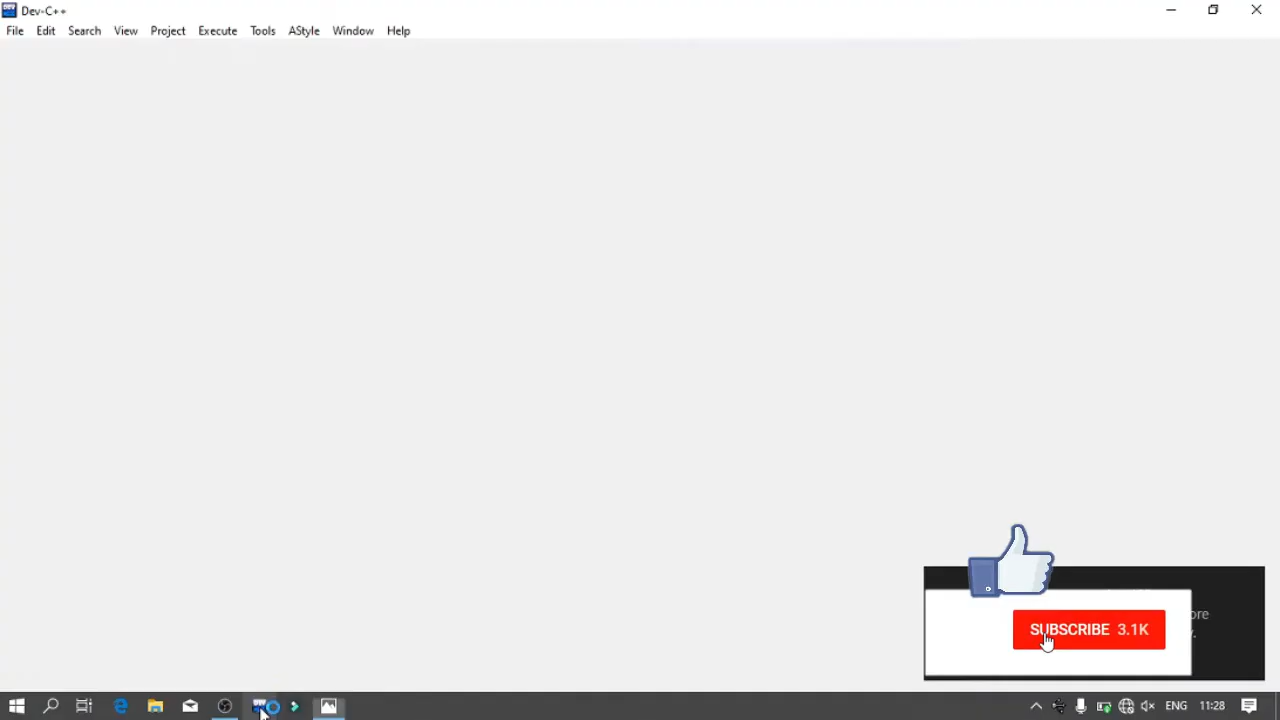 Dev-C++
File Edit Search View Project Execute Tools AStyle Window Help
SUBSCRIBE 3.1K
ENG 11:28